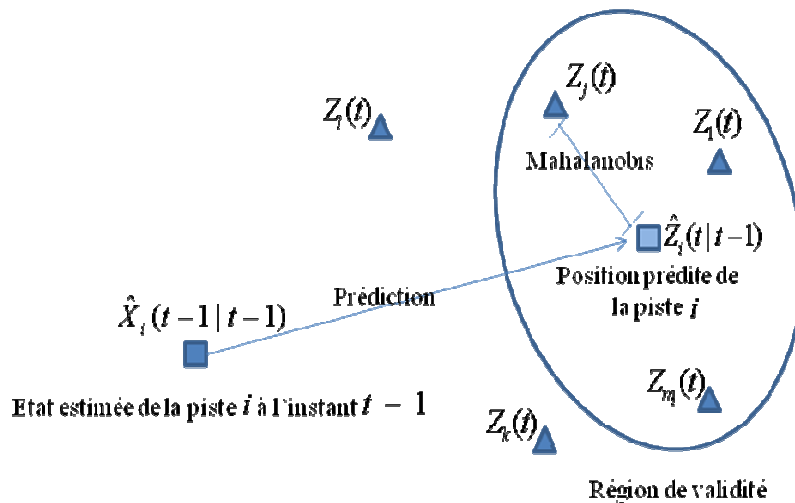 Z_j(t)
Z_l(t)
Z_1(t)
Mahalanobis
Ẑ_i(t|t−1)
Position prédite de
la piste i
Prédiction
X̂_i(t−1|t−1)
Etat estimée de la piste i à l'instant t − 1
Z_m(t)
Z_k(t)
Région de validité